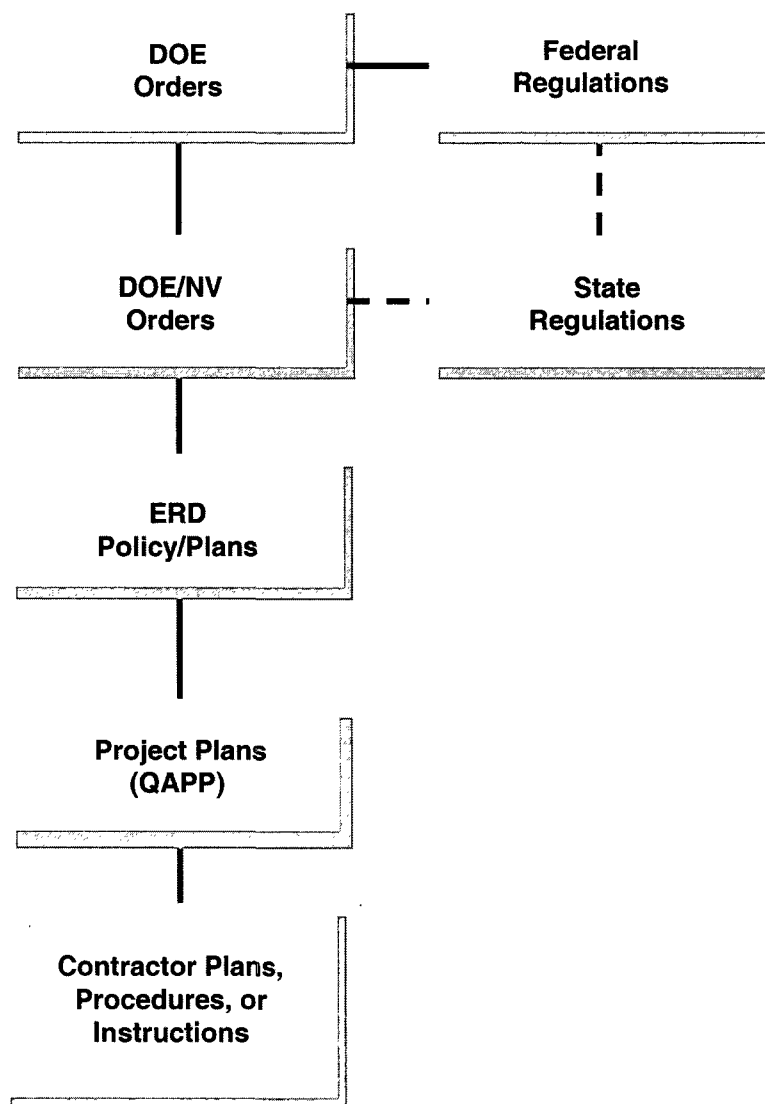 DOE
Orders
Federal
Regulations
DOE/NV
Orders
State
Regulations
ERD
Policy/Plans
Project Plans
(QAPP)
Contractor Plans,
Procedures, or
Instructions